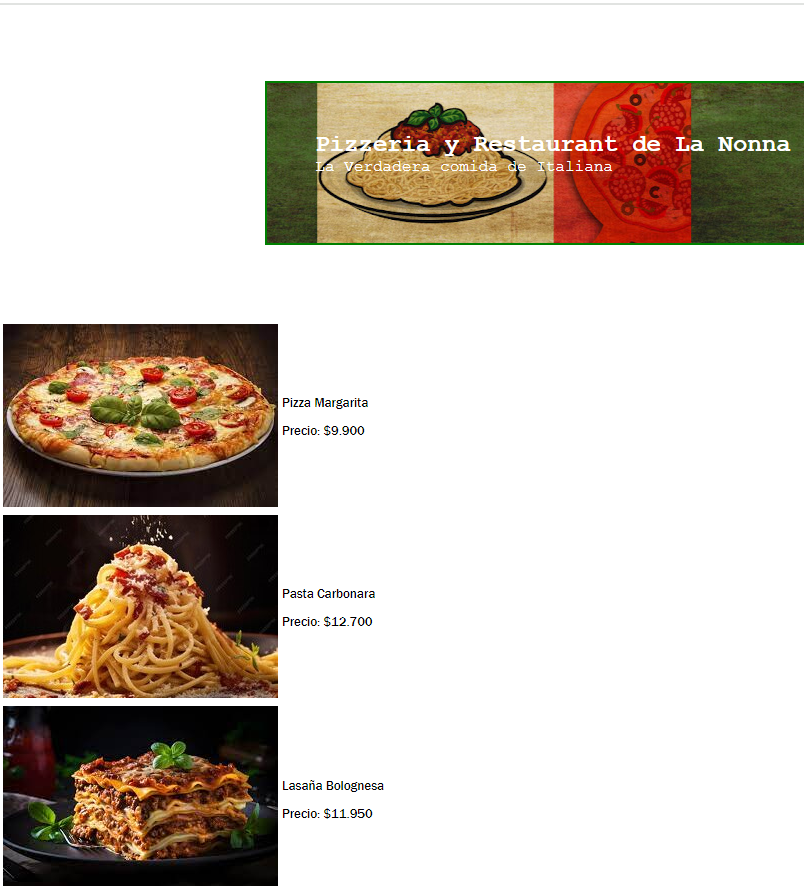 Pizzeria y Restaurant de La Nonna
La Verdadera comida de Italiana
Pizza Margarita
Precio: $9.900
Pasta Carbonara
Precio: $12.700
Lasaña Bolognesa
Precio: $11.950